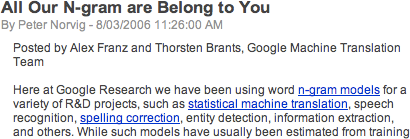 All Our N-gram are Belong to You
By Peter Norvig - 8/03/2006 11:26:00 AM
Posted by Alex Franz and Thorsten Brants, Google Machine Translation
Team
Here at Google Research we have been using word n-gram models for a
variety of R&D projects, such as statistical machine translation, speech
recognition, spelling correction, entity detection, information extraction,
and others. While such models have usually been estimated from training